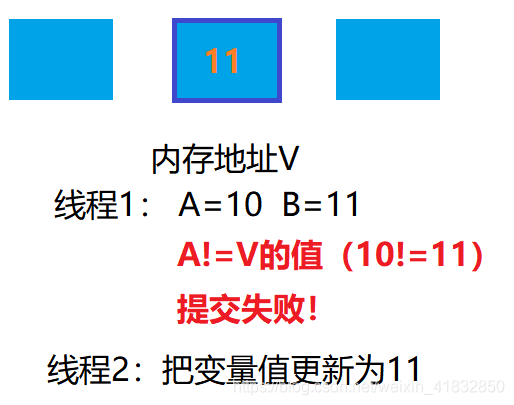 11
内存地址V
线程1： A=10 B=11
A!=V的值（10!=11）
提交失败！
线程2：把变量值更新为11
https://blog.csdn.net/weixin_41832850